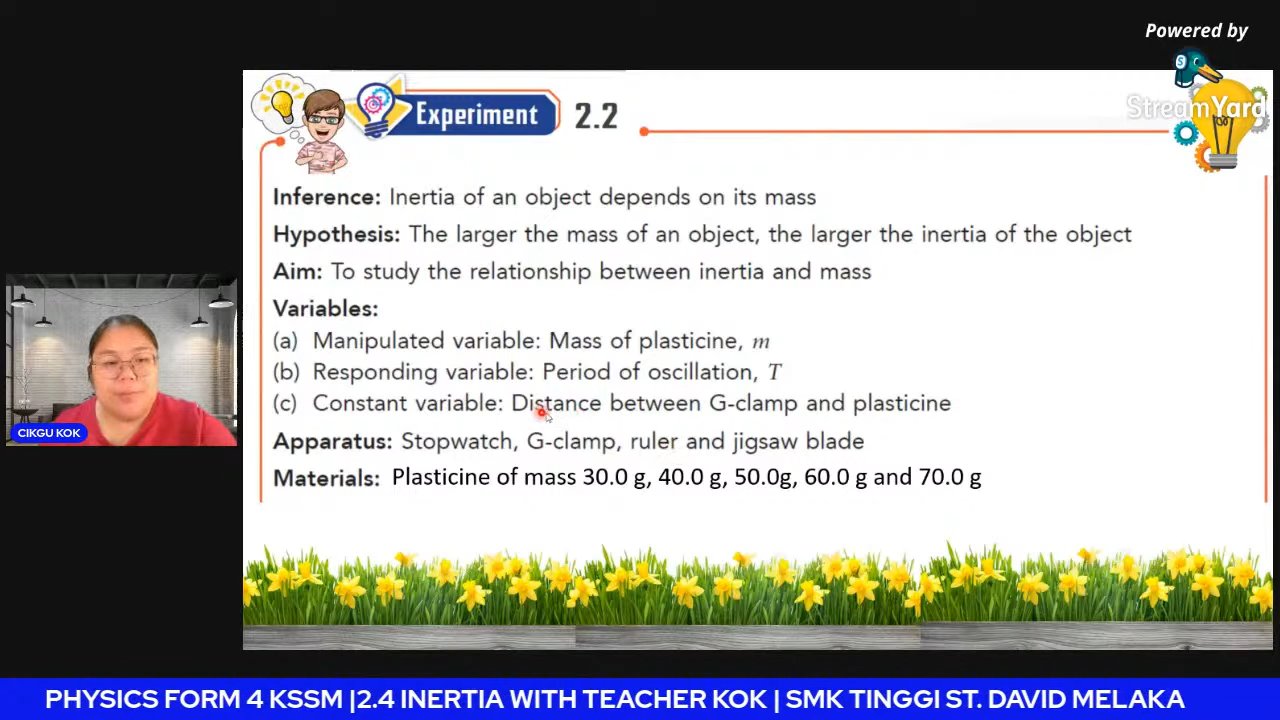 Powered by
StreamYard
Experiment 2.2
Inference: Inertia of an object depends on its mass
Hypothesis: The larger the mass of an object, the larger the inertia of the object
Aim: To study the relationship between inertia and mass
Variables:
(a) Manipulated variable: Mass of plasticine, m
(b) Responding variable: Period of oscillation, T
(c) Constant variable: Distance between G-clamp and plasticine
Apparatus: Stopwatch, G-clamp, ruler and jigsaw blade
Materials: Plasticine of mass 30.0 g, 40.0 g, 50.0g, 60.0 g and 70.0 g
CIKGU KOK
PHYSICS FORM 4 KSSM |2.4 INERTIA WITH TEACHER KOK | SMK TINGGI ST. DAVID MELAKA